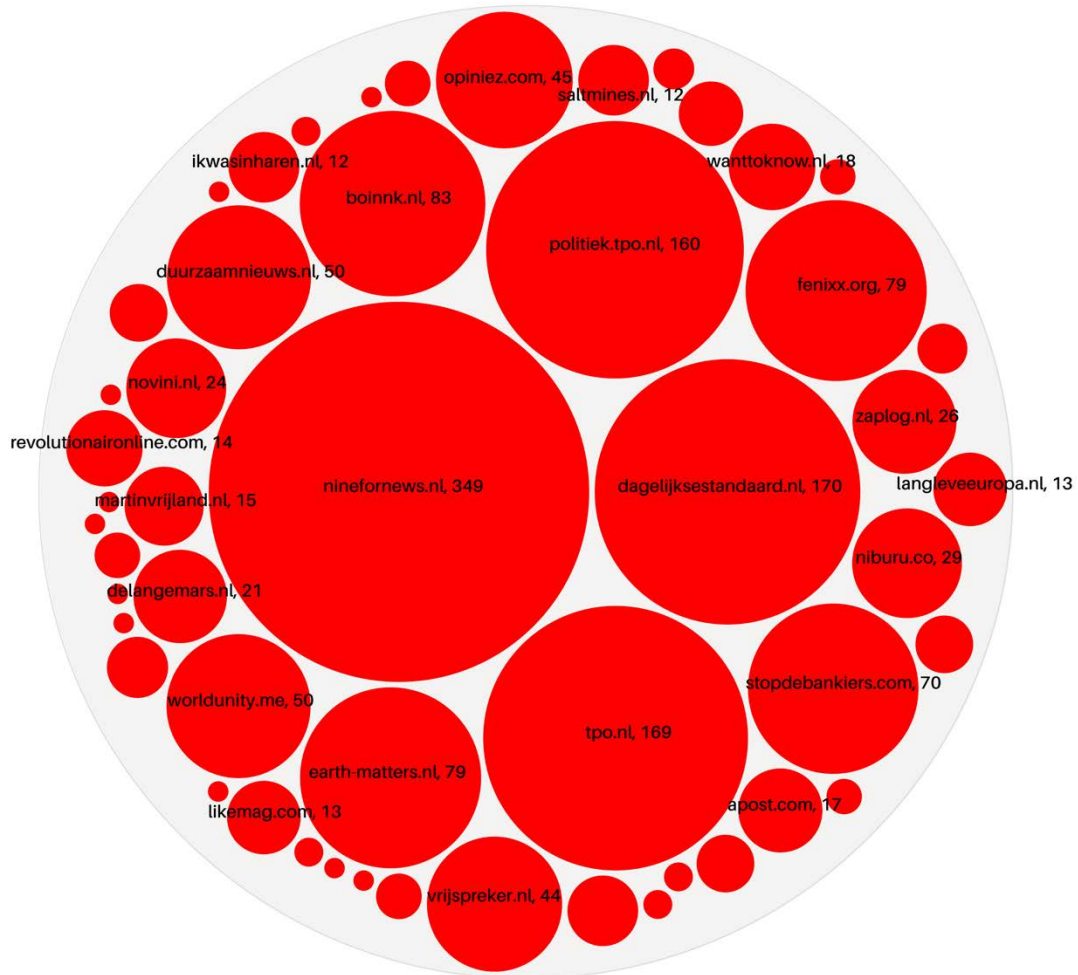 opiniez.com, 45
saltmines.nl, 12
ikwasinharen.nl, 12
wanttoknow.nl, 18
boinnk.nl, 83
politiek.tpo.nl, 160
duurzaamnieuws.nl, 50
fenixx.org, 79
novini.nl, 24
zaplog.nl, 26
revolutionaironline.com, 14
ninefornews.nl, 349
dagelijksestandaard.nl, 170
langleveeuropa.nl, 13
martinvrijland.nl, 15
niburu.co, 29
delangemars.nl, 21
stopdebankiers.com, 70
worldunity.me, 50
tpo.nl, 169
earth-matters.nl, 79
apost.com, 17
likemag.com, 13
vrijspreker.nl, 44